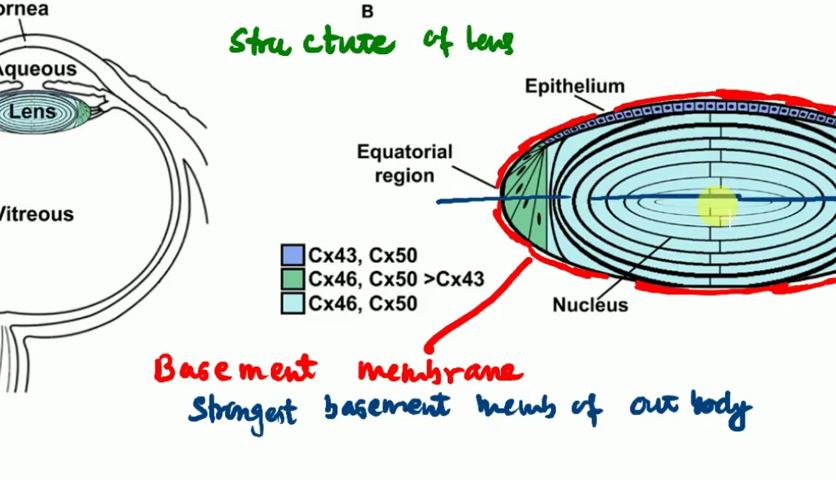 ornea
Aqueous
Lens
Vitreous
B
Structure of lens
Epithelium
Equatorial
region
Cx43, Cx50
Cx46, Cx50 >Cx43
Cx46, Cx50
Nucleus
Basement membrane
Strongest basement memb of our body